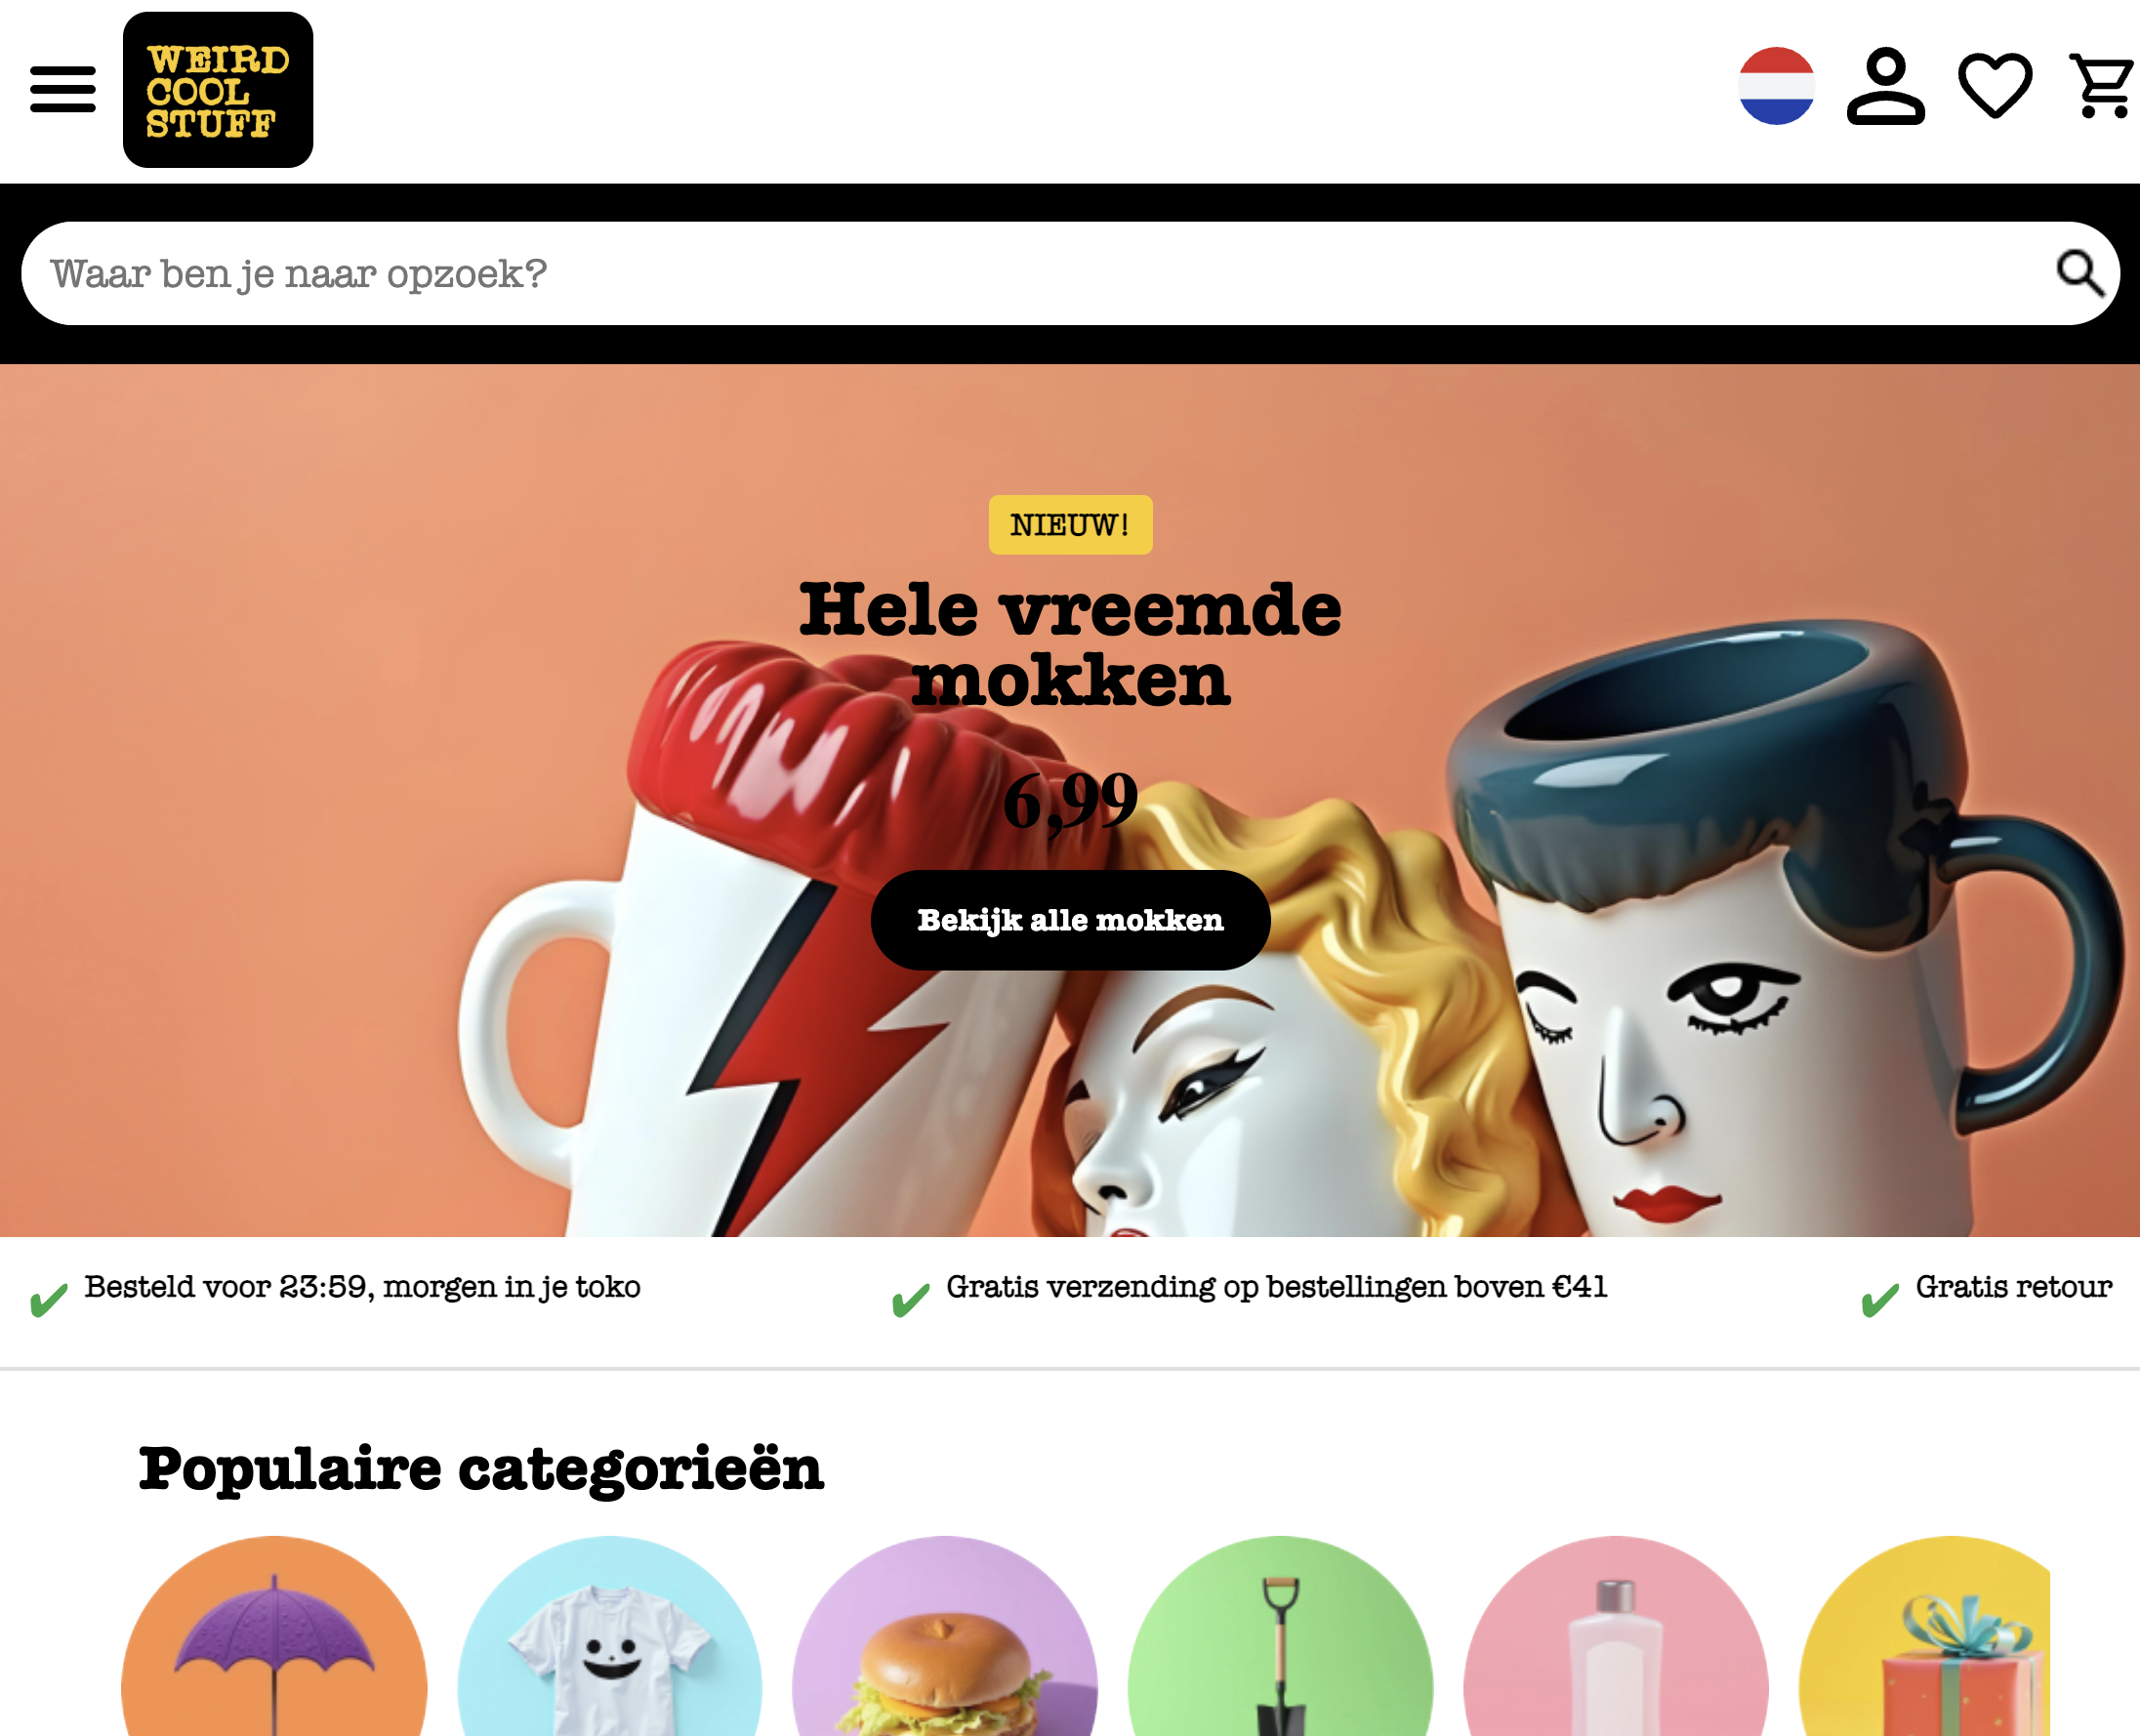 WEIRD
COOL
STUFF
Waar ben je naar opzoek?
NIEUW!
Hele vreemde
mokken
6,99
Bekijk alle mokken
Besteld voor 23:59, morgen in je toko
Gratis verzending op bestellingen boven €41
Gratis retour
Populaire categorieën